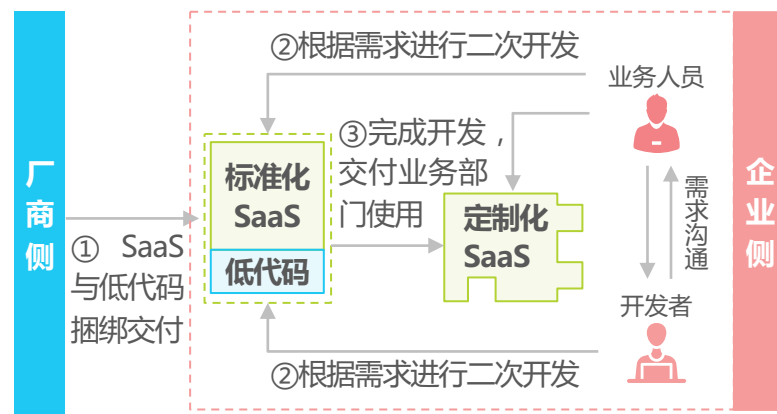 厂商侧
① SaaS
与低代码
捆绑交付
②根据需求进行二次开发
标准化
SaaS
低代码
③完成开发，
交付业务部
门使用
定制化
SaaS
②根据需求进行二次开发
业务人员
需求沟通
开发者
企业侧